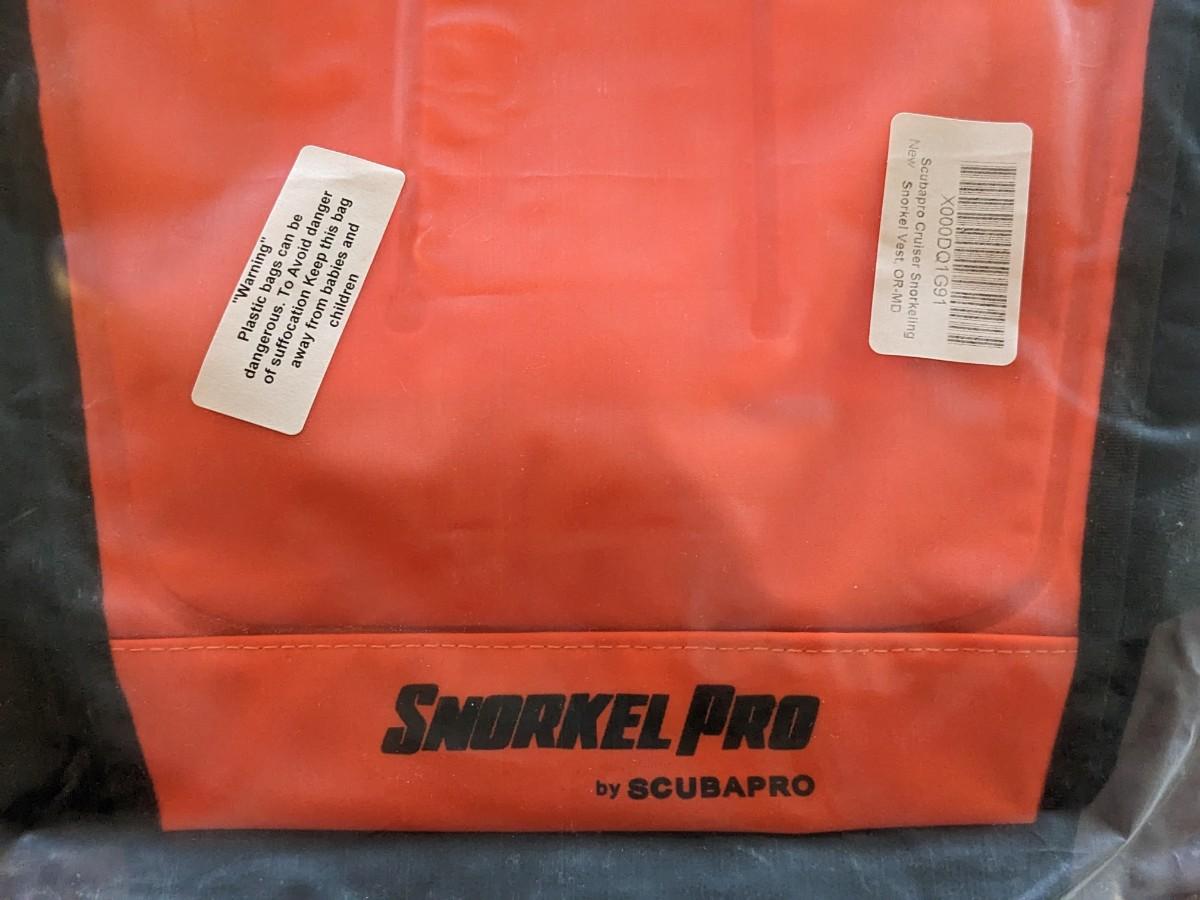 "Warning"
Plastic bags can be
dangerous. To Avoid danger
of suffocation Keep this bag
away from babies and
children
X000DQ1G91
Scubapro Cruiser Snorkeling
New Snorkel Vest, OR-MD
SNORKEL PRO
by SCUBAPRO